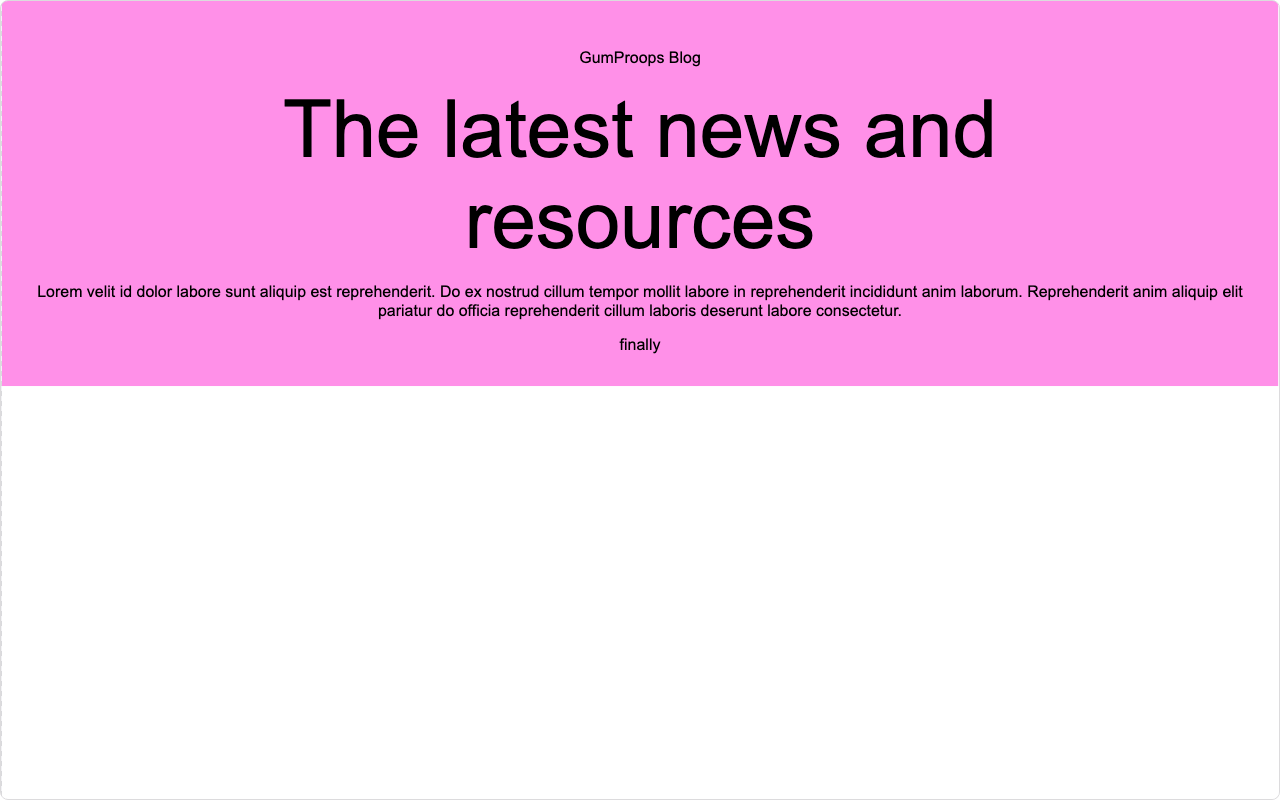 GumProops Blog
The latest news and
resources
Lorem velit id dolor labore sunt aliquip est reprehenderit. Do ex nostrud cillum tempor mollit labore in reprehenderit incididunt anim laborum. Reprehenderit anim aliquip elit
pariatur do officia reprehenderit cillum laboris deserunt labore consectetur.
finally